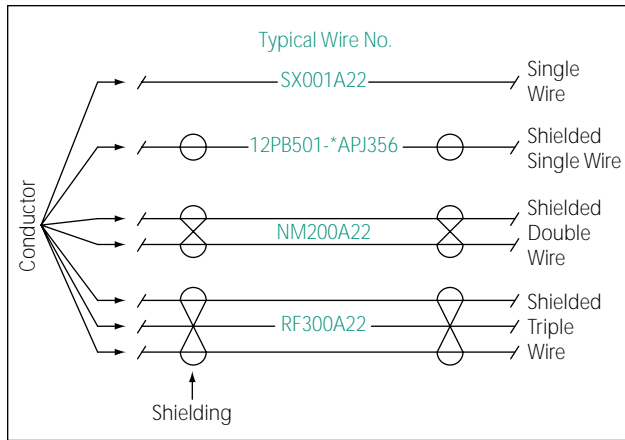 Typical Wire No.
SX001A22
Single
Wire
12PB501-*APJ356
Shielded
Single Wire
Conductor
NM200A22
Shielded
Double
Wire
RF300A22
Shielded
Triple
Wire
Shielding